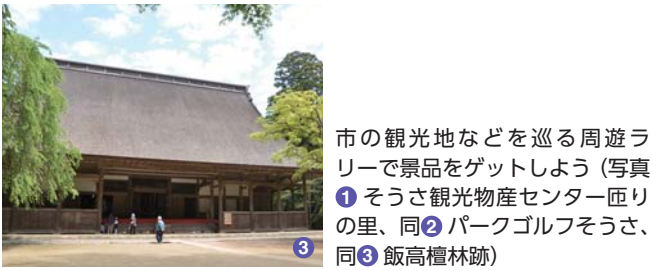 ❸
市の観光地などを巡る周遊ラ
リーで景品をゲットしよう（写真
❶ そうさ観光物産センター匝り
の里、同❷ パークゴルフそうさ、
同❸ 飯高檀林跡）